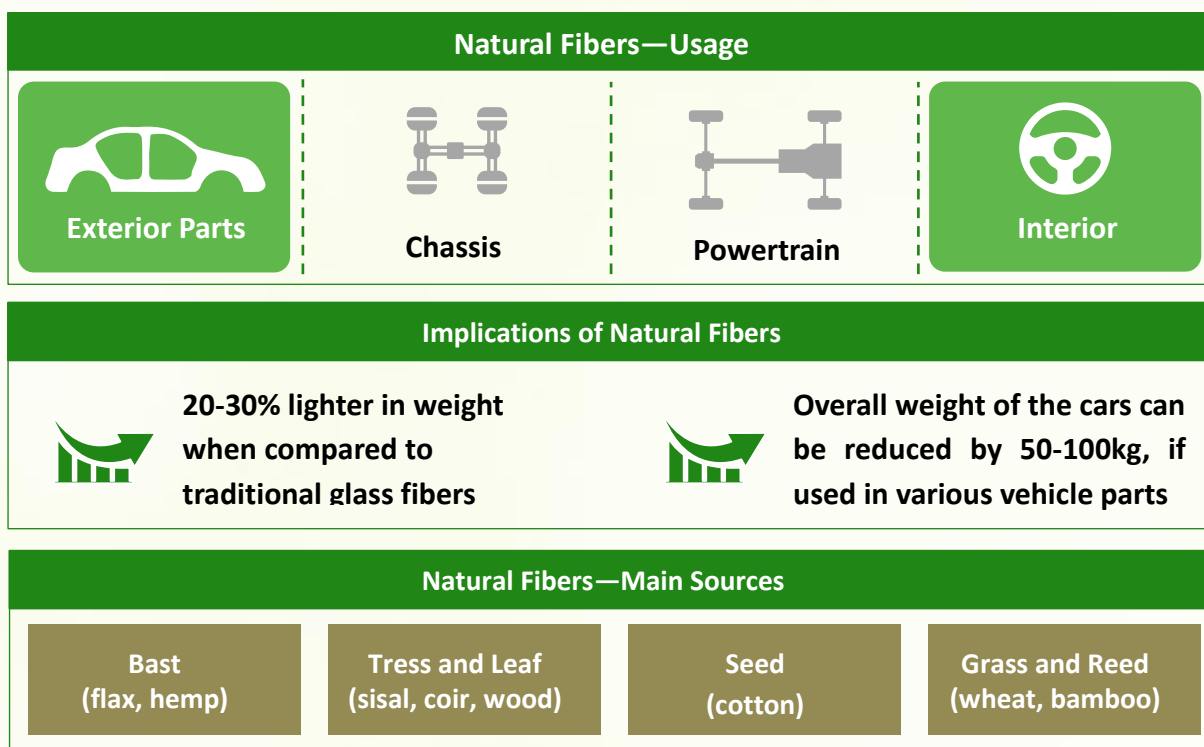 Natural Fibers—Usage
Exterior Parts
Chassis
Powertrain
Interior
Implications of Natural Fibers
20-30% lighter in weight
when compared to
traditional glass fibers
Overall weight of the cars can
be reduced by 50-100kg, if
used in various vehicle parts
Natural Fibers—Main Sources
Bast
(flax, hemp)
Tress and Leaf
(sisal, coir, wood)
Seed
(cotton)
Grass and Reed
(wheat, bamboo)